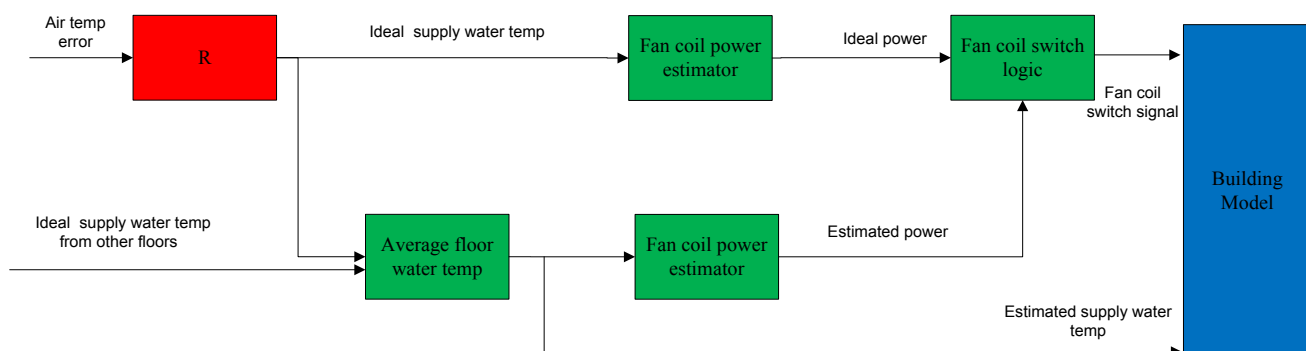 Air temp
error
R
Ideal supply water temp
Fan coil power
estimator
Ideal power
Fan coil switch
logic
Fan coil
switch signal
Building
Model
Ideal supply water temp
from other floors
Average floor
water temp
Fan coil power
estimator
Estimated power
Estimated supply water
temp